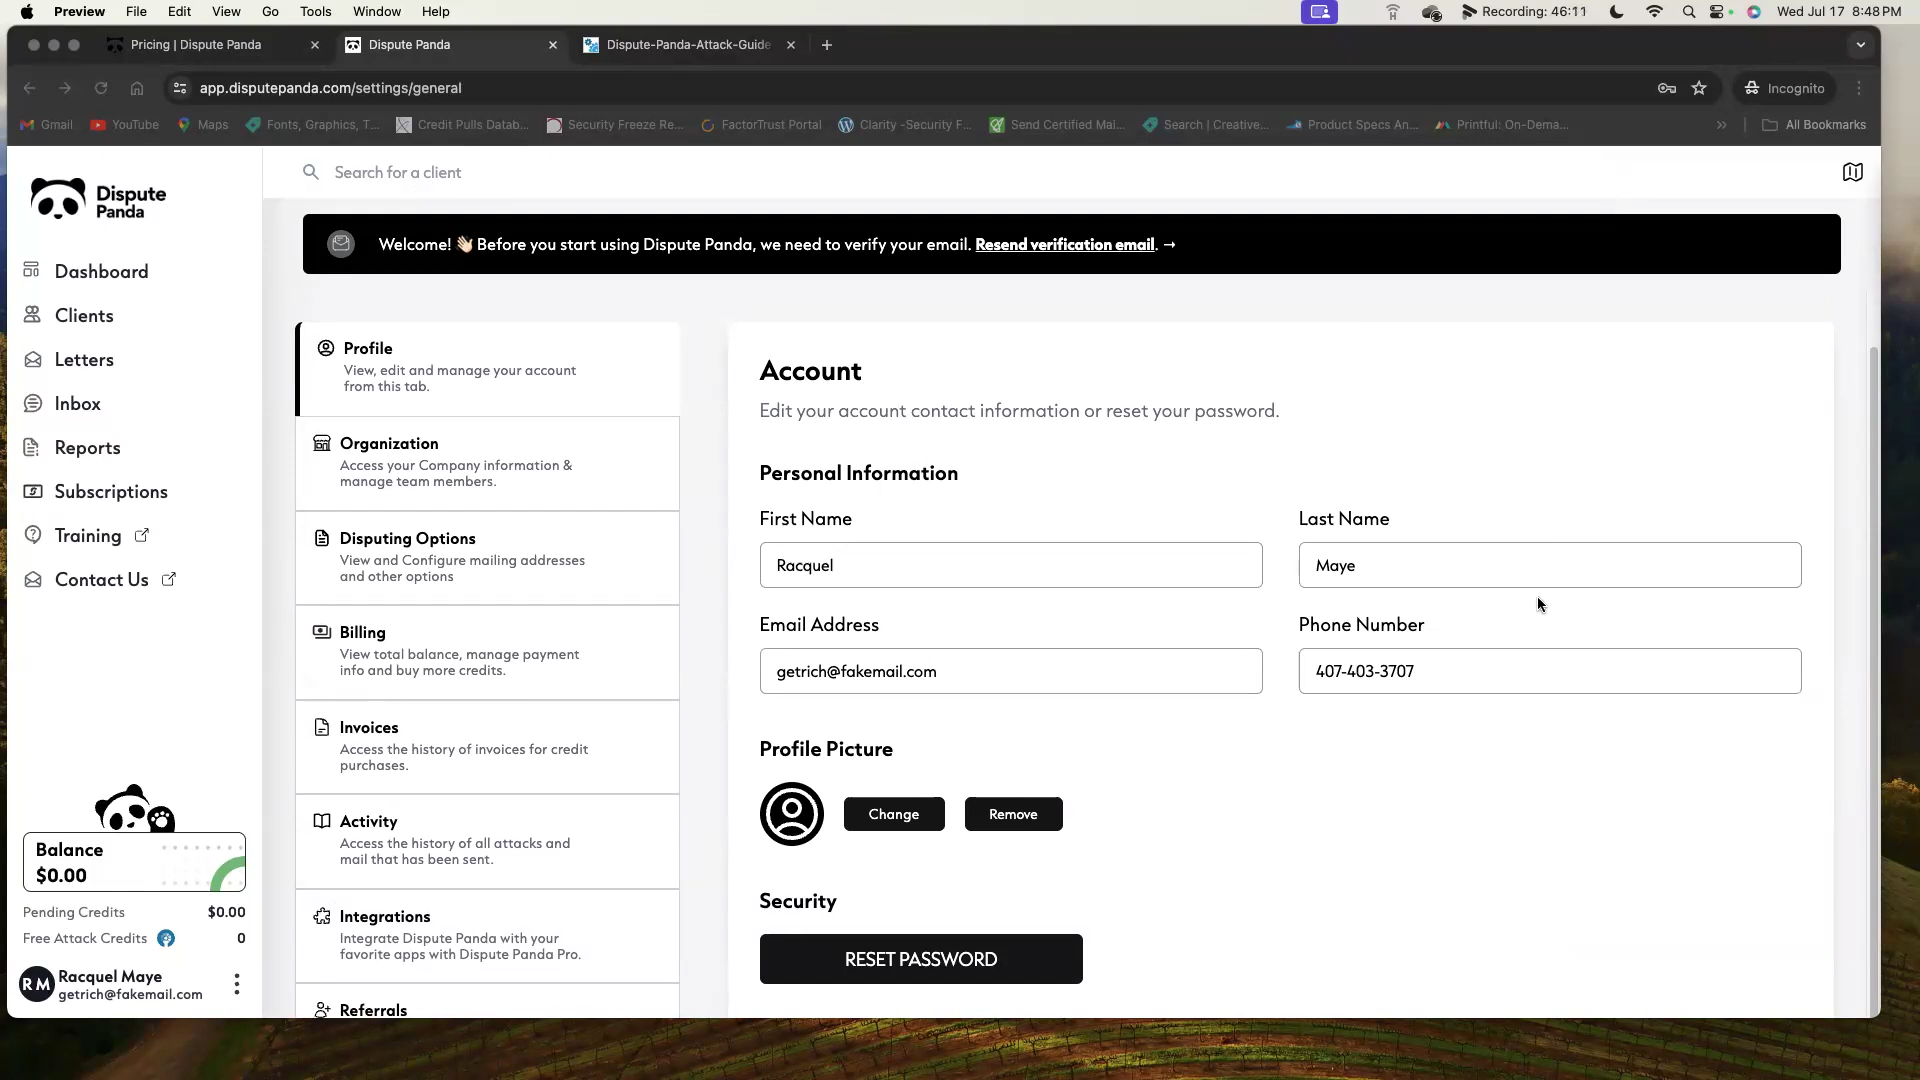 Preview File Edit View Go Tools Window Help
Recording: 46:11 Wed Jul 17 8:48 PM
Pricing | Dispute Panda
Dispute Panda
Dispute-Panda-Attack-Guide
app.disputepanda.com/settings/general
Incognito
Gmail
YouTube
Maps
Fonts, Graphics, T...
Credit Pulls Datab...
Security Freeze Re...
FactorTrust Portal
Clarity -Security F...
Send Certified Mai...
Search | Creative...
Product Specs An...
Printful: On-Dema...
All Bookmarks
Dispute
Panda
Search for a client
Welcome! 👋🏻 Before you start using Dispute Panda, we need to verify your email. Resend verification email. →
Dashboard
Clients
Letters
Inbox
Reports
Subscriptions
Training
Contact Us
Balance
$0.00
Pending Credits $0.00
Free Attack Credits 0
RM
Racquel Maye
getrich@fakemail.com
Profile
View, edit and manage your account
from this tab.
Organization
Access your Company information &
manage team members.
Disputing Options
View and Configure mailing addresses
and other options
Billing
View total balance, manage payment
info and buy more credits.
Invoices
Access the history of invoices for credit
purchases.
Activity
Access the history of all attacks and
mail that has been sent.
Integrations
Integrate Dispute Panda with your
favorite apps with Dispute Panda Pro.
Referrals
Account
Edit your account contact information or reset your password.
Personal Information
First Name
Racquel
Last Name
Maye
Email Address
getrich@fakemail.com
Phone Number
407-403-3707
Profile Picture
Change
Remove
Security
RESET PASSWORD